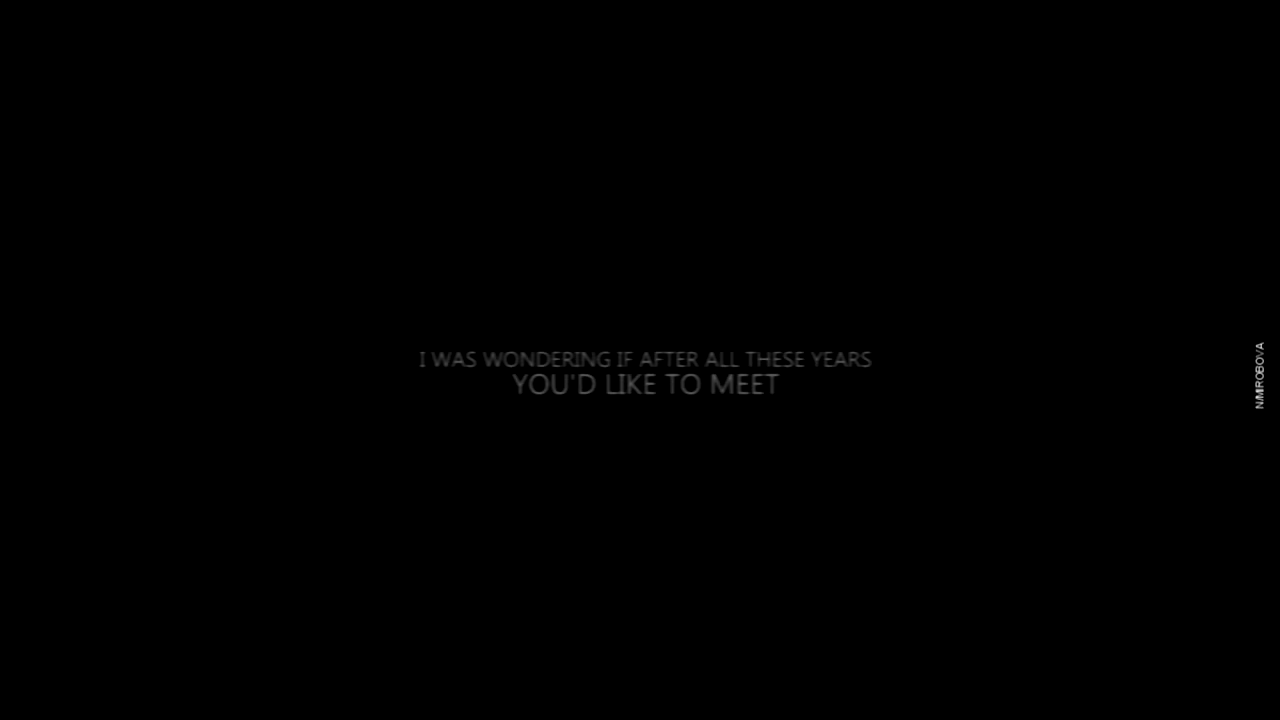 I WAS WONDERING IF AFTER ALL THESE YEARS
YOU'D LIKE TO MEET